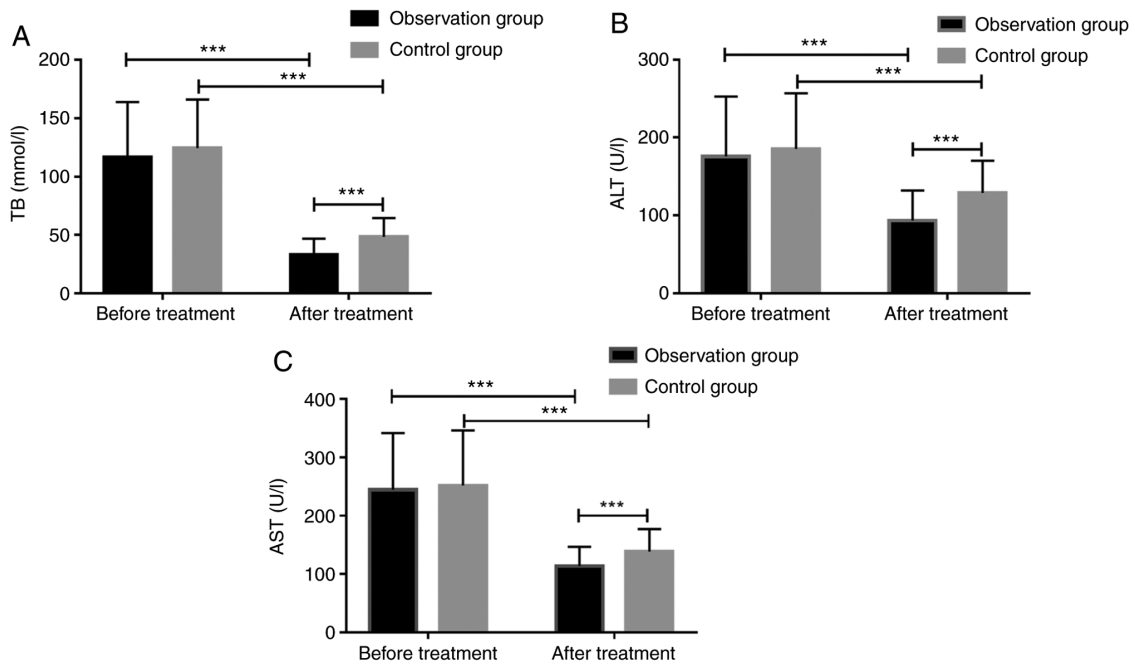 A
Observation group
Control group
TB (mmol/l)
200
150
100
50
0
***
***
***
Before treatment
After treatment
B
Observation group
Control group
ALT (U/l)
300
200
100
0
***
***
***
Before treatment
After treatment
C
Observation group
Control group
AST (U/l)
400
300
200
100
0
***
***
***
Before treatment
After treatment